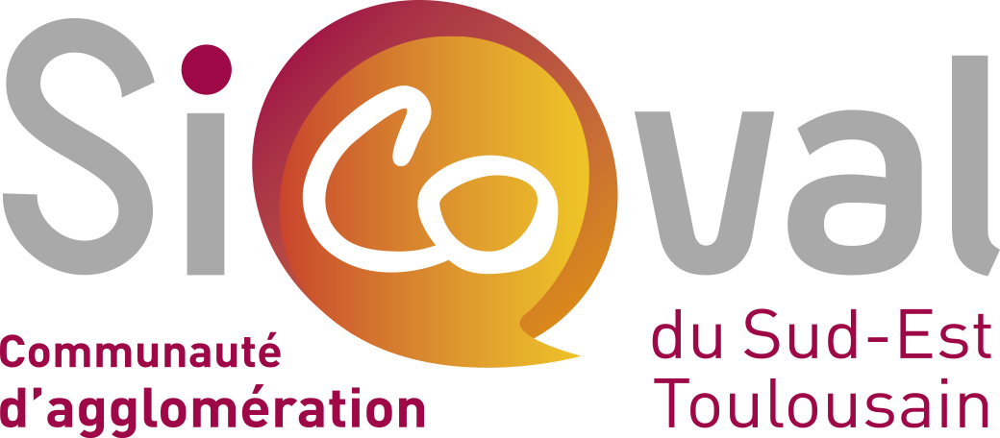 Sicoval
Communauté
d'agglomération
du Sud-Est
Toulousain